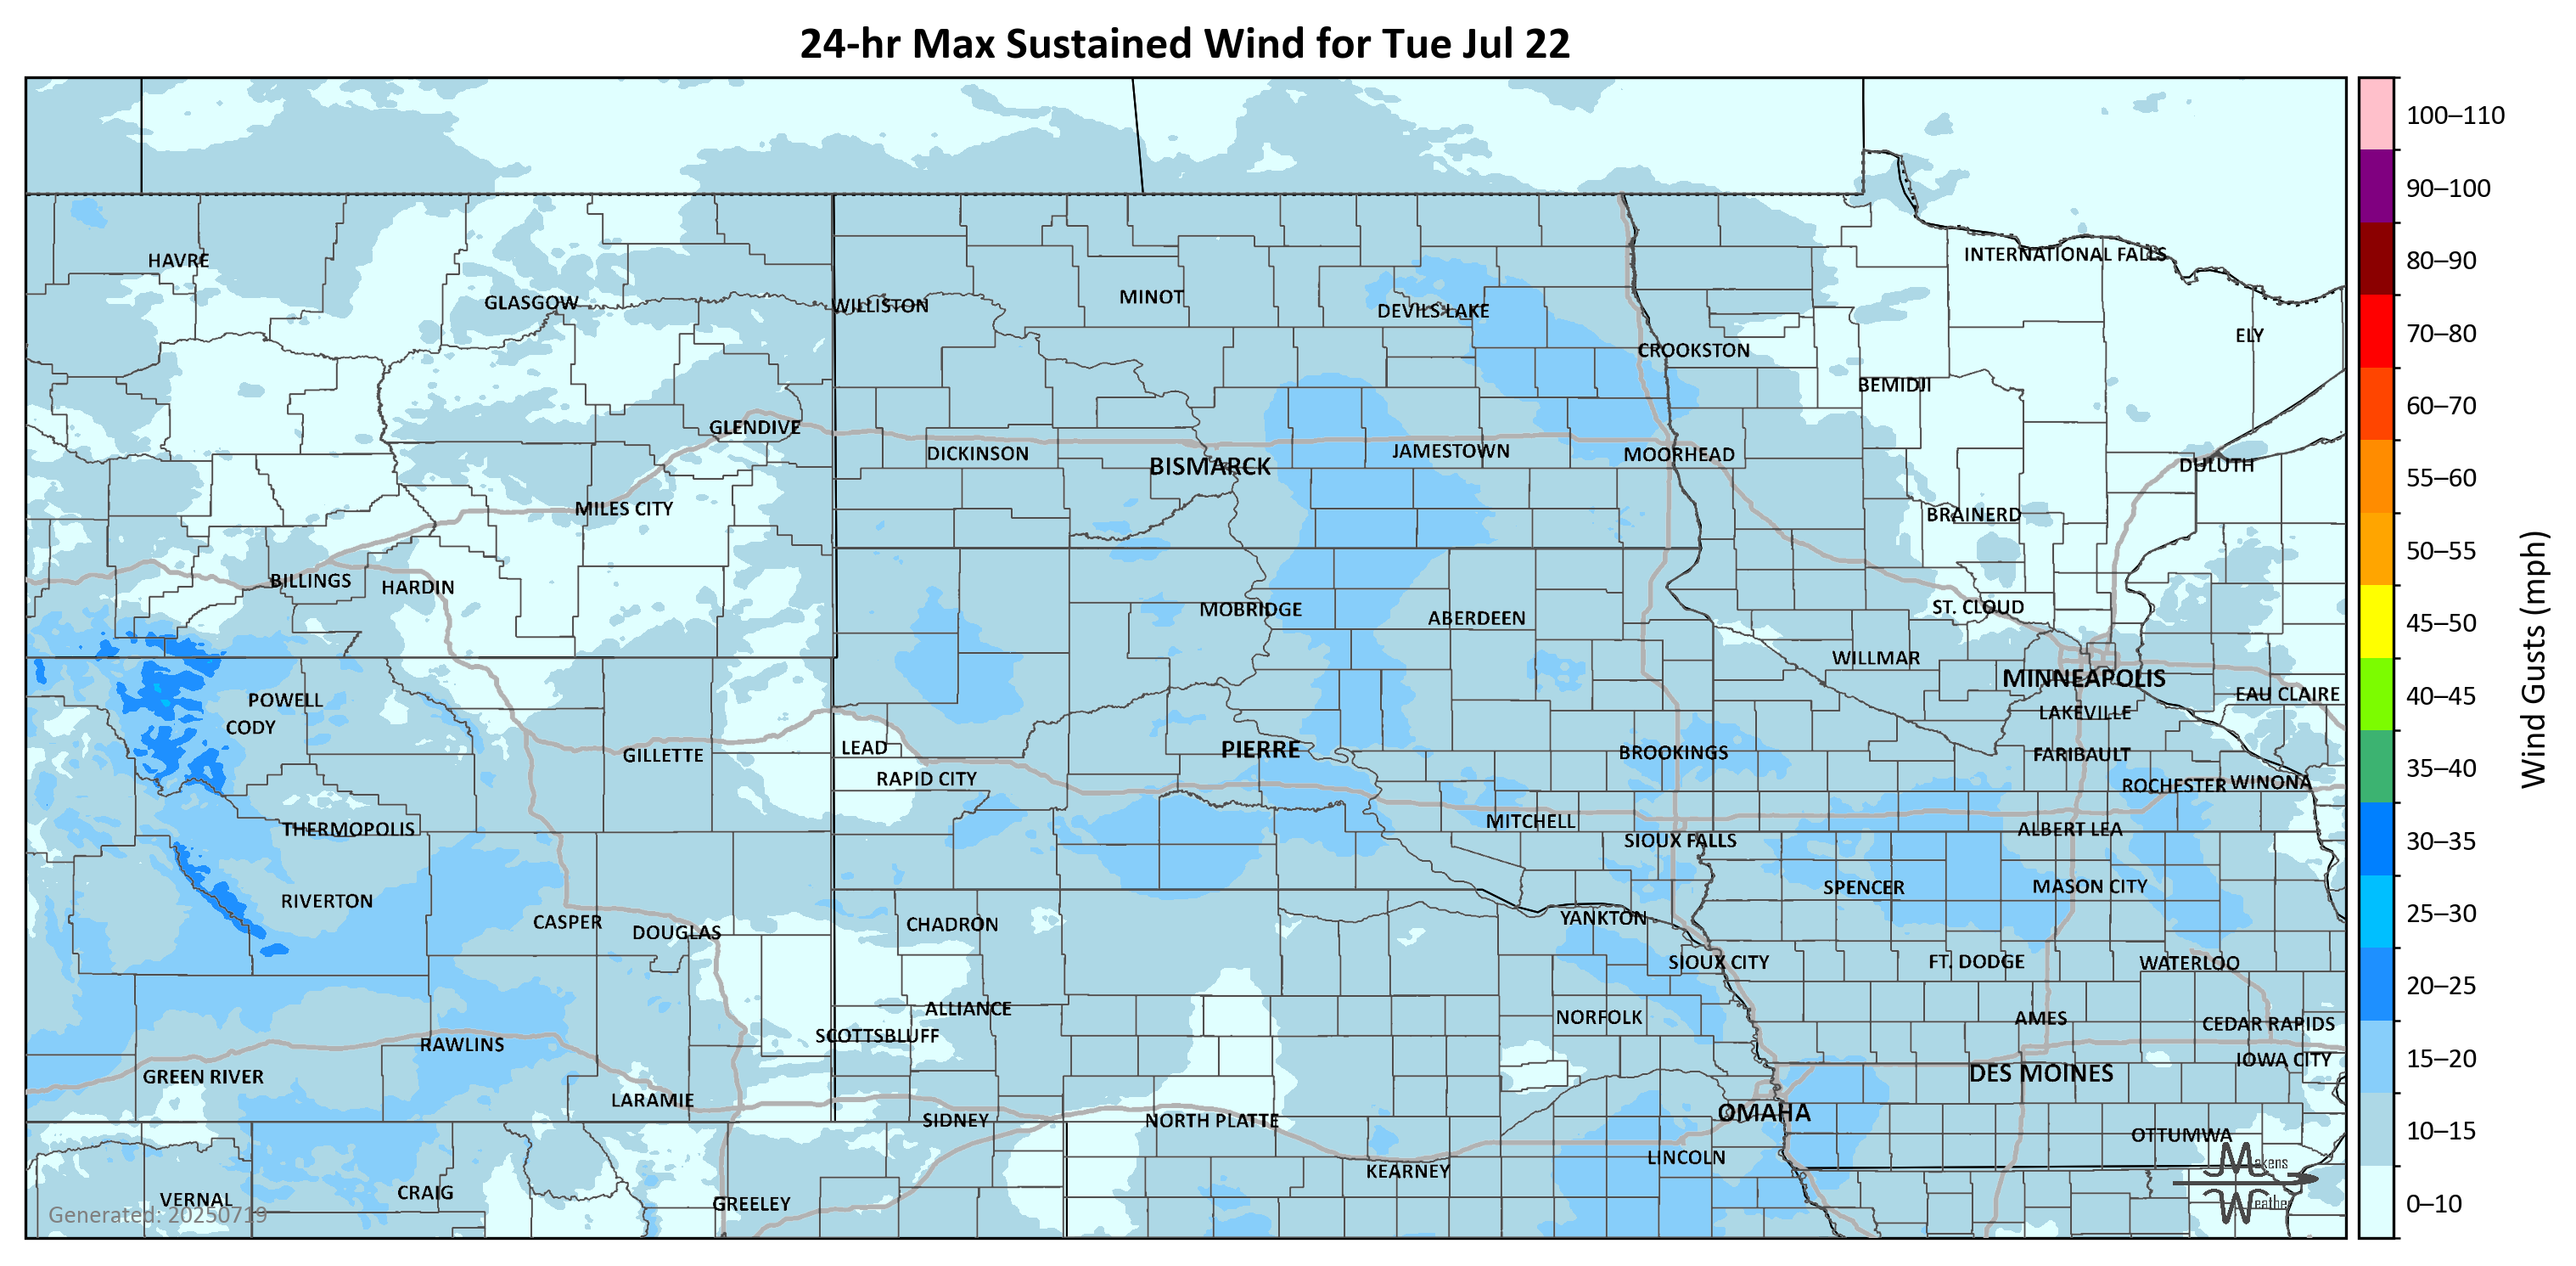 24-hr Max Sustained Wind for Tue Jul 22
100–110
90–100
80–90
70–80
60–70
55–60
50–55
45–50
40–45
35–40
30–35
25–30
20–25
15–20
10–15
0–10
Wind Gusts (mph)
HAVRE
GLASGOW
WILLISTON
MINOT
DEVILS LAKE
CROOKSTON
INTERNATIONAL FALLS
ELY
BEMIDJI
GLENDIVE
DICKINSON
BISMARCK
JAMESTOWN
MOORHEAD
DULUTH
MILES CITY
BRAINERD
BILLINGS
HARDIN
MOBRIDGE
ABERDEEN
ST. CLOUD
WILLMAR
MINNEAPOLIS
EAU CLAIRE
POWELL
CODY
LAKEVILLE
GILLETTE
LEAD
PIERRE
BROOKINGS
FARIBAULT
RAPID CITY
ROCHESTER
WINONA
THERMOPOLIS
MITCHELL
SIOUX FALLS
ALBERT LEA
RIVERTON
CASPER
DOUGLAS
CHADRON
YANKTON
SPENCER
MASON CITY
SIOUX CITY
FT. DODGE
WATERLOO
ALLIANCE
SCOTTSBLUFF
NORFOLK
AMES
CEDAR RAPIDS
RAWLINS
IOWA CITY
GREEN RIVER
DES MOINES
LARAMIE
SIDNEY
NORTH PLATTE
OMAHA
OTTUMWA
KEARNEY
LINCOLN
VERNAL
CRAIG
GREELEY
Generated: 20250719
Makens
Weather